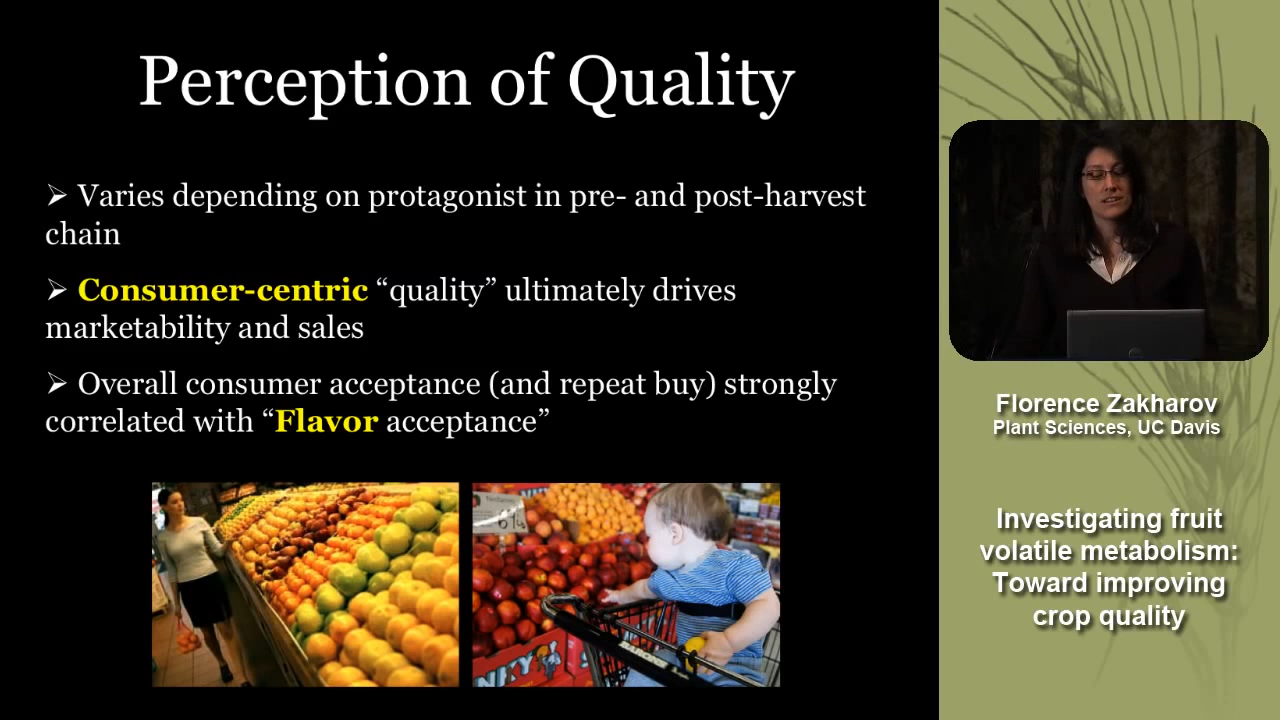 Perception of Quality
➢ Varies depending on protagonist in pre- and post-harvest
chain
➢ Consumer-centric “quality” ultimately drives
marketability and sales
➢ Overall consumer acceptance (and repeat buy) strongly
correlated with “Flavor acceptance”
BARONS
Florence Zakharov
Plant Sciences, UC Davis
Investigating fruit
volatile metabolism:
Toward improving
crop quality